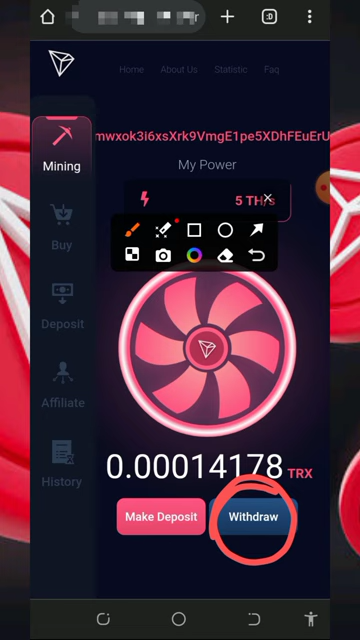 Home
About Us
Statistic
Faq
mwxok3i6xsXrk9VmgE1pe5XDhFEuErU
My Power
5 TH/s
Mining
Buy
Deposit
Affiliate
History
0.00014178 TRX
Make Deposit
Withdraw